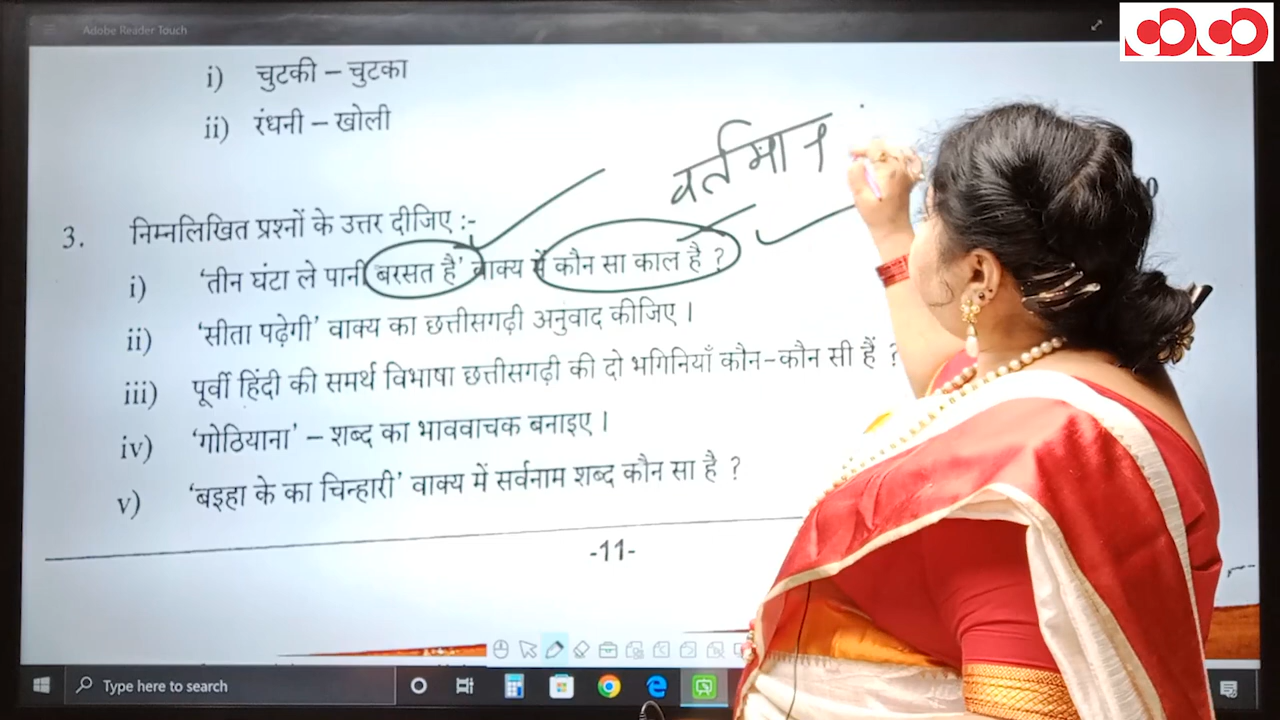 Adobe Reader Touch
i) चुटकी – चुटका
ii) रंधनी – खोली
वर्तमान
3. निम्नलिखित प्रश्नों के उत्तर दीजिए :-
i) 'तीन घंटा ले पानी बरसत हे' वाक्य में कौन सा काल है ?
ii) 'सीता पढ़ेगी' वाक्य का छत्तीसगढ़ी अनुवाद कीजिए ।
iii) पूर्वी हिंदी की समर्थ विभाषा छत्तीसगढ़ी की दो भगिनियाँ कौन-कौन सी हैं ?
iv) 'गोठियाना' – शब्द का भाववाचक बनाइए ।
v) 'बइहा के का चिन्हारी' वाक्य में सर्वनाम शब्द कौन सा है ?
-11-
Type here to search